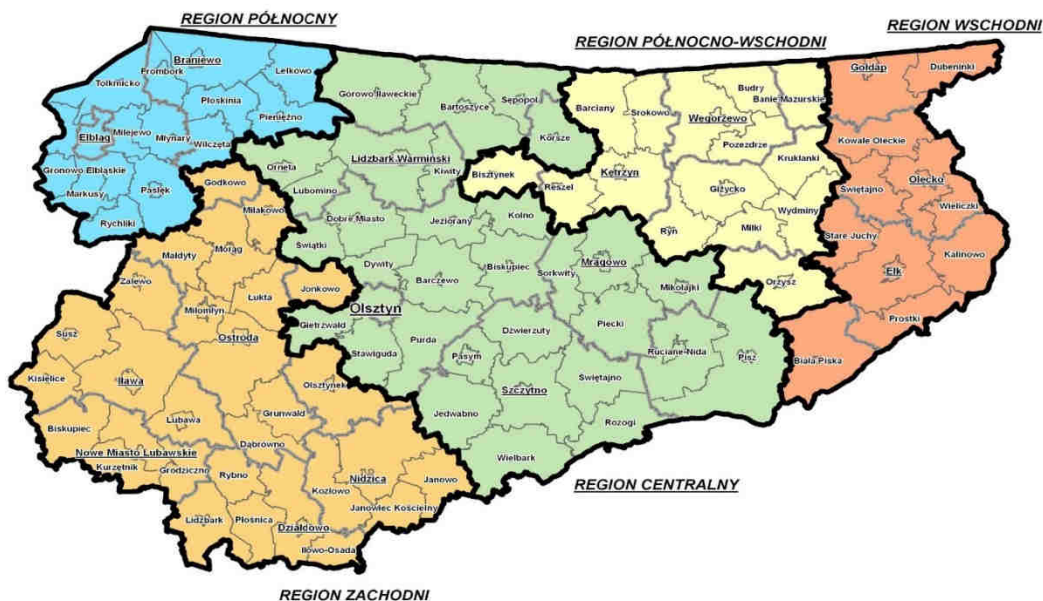 REGION PÓŁNOCNY
REGION WSCHODNI
REGION PÓŁNOCNO-WSCHODNI
Braniewo
Frombork
Lelkowo
Tolkmicko
Płoskinia
Pieniężno
Elbląg
Milejewo
Młynary
Wilczęta
Gronowo Elbląskie
Markusy
Pasłęk
Rychliki
Górowo Iławeckie
Bartoszyce
Sępopol
Korsze
Orneta
Lidzbark Warmiński
Kiwity
Lubomino
Dobre Miasto
Jeziorany
Kolno
Świątki
Dywity
Barczewo
Biskupiec
Sorkwity
Mrągowo
Mikołajki
Olsztyn
Gietrzwałd
Stawiguda
Purda
Dźwierzuty
Piecki
Pasym
Ruciane-Nida
Pisz
Szczytno
Świętajno
Jedwabno
Rozogi
Wielbark
Barciany
Srokowo
Budry
Banie Mazurskie
Węgorzewo
Pozezdrze
Kruklanki
Bisztynek
Reszel
Kętrzyn
Giżycko
Wydminy
Ryn
Miłki
Orzysz
Gołdap
Dubeninki
Kowale Oleckie
Olecko
Świętajno
Wieliczki
Stare Juchy
Kalinowo
Ełk
Prostki
Biała Piska
Godkowo
Miłakowo
Morąg
Małdyty
Zalewo
Łukta
Jonkowo
Miłomłyn
Ostróda
Susz
Kisielice
Iława
Olsztynek
Biskupiec
Lubawa
Grunwald
Dąbrówno
Nowe Miasto Lubawskie
Kurzętnik
Grodziczno
Rybno
Kozłowo
Nidzica
Janowo
Janowiec Kościelny
Lidzbark
Płośnica
Działdowo
Iłowo-Osada
REGION CENTRALNY
REGION ZACHODNI